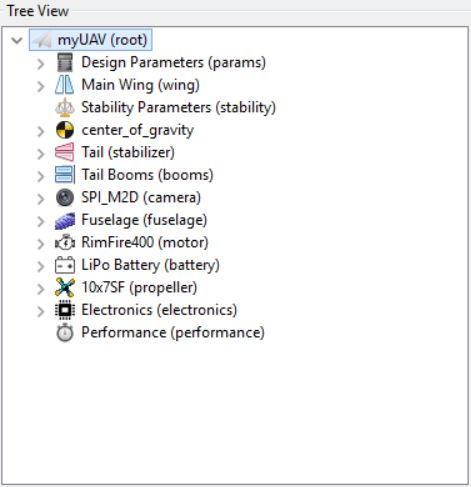 Tree View
myUAV (root)
Design Parameters (params)
Main Wing (wing)
Stability Parameters (stability)
center_of_gravity
Tail (stabilizer)
Tail Booms (booms)
SPI_M2D (camera)
Fuselage (fuselage)
RimFire400 (motor)
LiPo Battery (battery)
10x7SF (propeller)
Electronics (electronics)
Performance (performance)